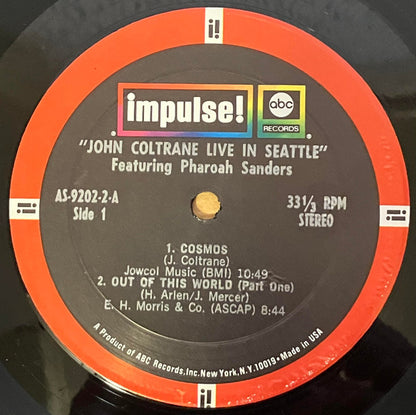 i!
impulse!
abc
RECORDS
"JOHN COLTRANE LIVE IN SEATTLE"
Featuring Pharoah Sanders
AS-9202-2-A
Side 1
33 1/3 RPM
STEREO
i!
i!
1. COSMOS
(J. Coltrane)
Jowcol Music (BMI) 10:49
2. OUT OF THIS WORLD (Part One)
(H. Arlen/J. Mercer)
E. H. Morris & Co. (ASCAP) 8:44
A Product of ABC Records, Inc. New York, N.Y. 10019 • Made in USA
i!